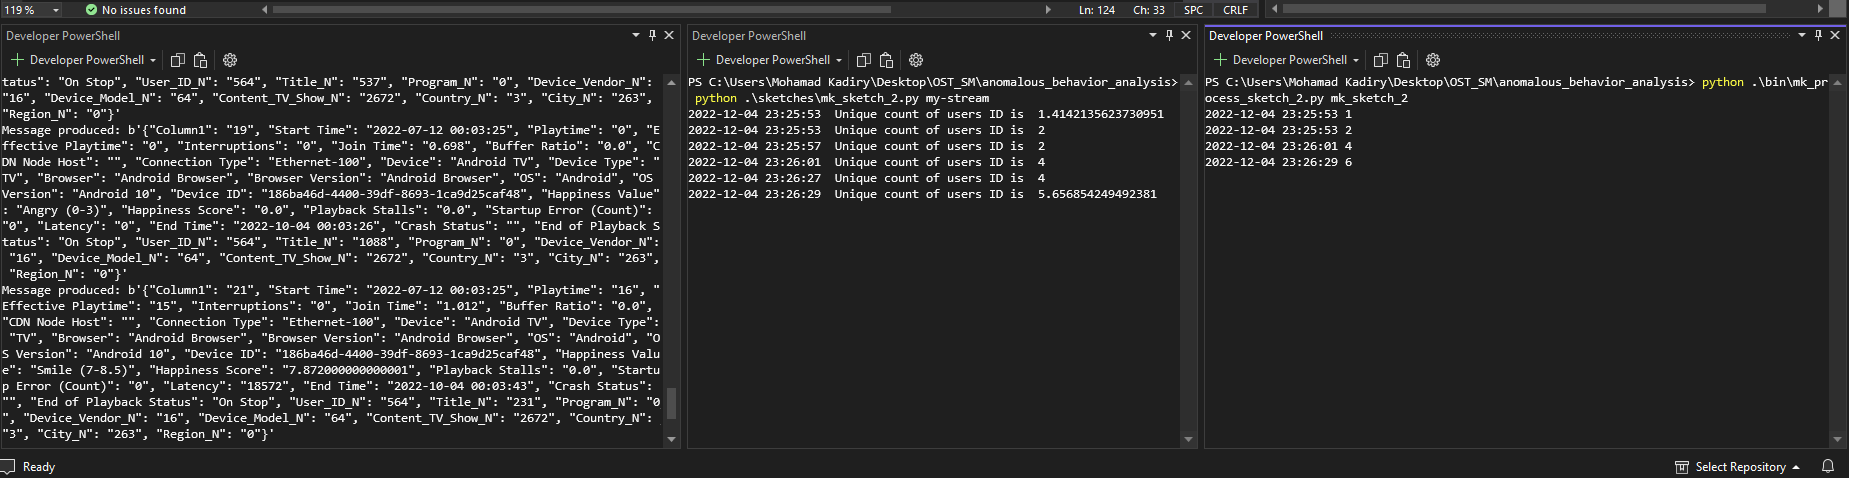 119 %
No issues found
Ln: 124
Ch: 33
SPC
CRLF
Developer PowerShell
Developer PowerShell
tatus": "On Stop", "User_ID_N": "564", "Title_N": "537", "Program_N": "0", "Device_Vendor_N":
"16", "Device_Model_N": "64", "Content_TV_Show_N": "2672", "Country_N": "3", "City_N": "263",
"Region_N": "0"}'
Message produced: b'{"Column1": "19", "Start Time": "2022-07-12 00:03:25", "Playtime": "0", "E
ffective Playtime": "0", "Interruptions": "0", "Join Time": "0.698", "Buffer Ratio": "0.0", "C
DN Node Host": "", "Connection Type": "Ethernet-100", "Device": "Android TV", "Device Type": "
TV", "Browser": "Android Browser", "Browser Version": "Android Browser", "OS": "Android", "OS
Version": "Android 10", "Device ID": "186ba46d-4400-39df-8693-1ca9d25caf48", "Happiness Value"
: "Angry (0-3)", "Happiness Score": "0.0", "Playback Stalls": "0.0", "Startup Error (Count)":
"0", "Latency": "0", "End Time": "2022-10-04 00:03:26", "Crash Status": "", "End of Playback S
tatus": "On Stop", "User_ID_N": "564", "Title_N": "1088", "Program_N": "0", "Device_Vendor_N":
"16", "Device_Model_N": "64", "Content_TV_Show_N": "2672", "Country_N": "3", "City_N": "263",
"Region_N": "0"}'
Message produced: b'{"Column1": "21", "Start Time": "2022-07-12 00:03:25", "Playtime": "16", "
Effective Playtime": "15", "Interruptions": "0", "Join Time": "1.012", "Buffer Ratio": "0.0",
"CDN Node Host": "", "Connection Type": "Ethernet-100", "Device": "Android TV", "Device Type":
"TV", "Browser": "Android Browser", "Browser Version": "Android Browser", "OS": "Android", "O
S Version": "Android 10", "Device ID": "186ba46d-4400-39df-8693-1ca9d25caf48", "Happiness Valu
e": "Smile (7-8.5)", "Happiness Score": "7.872000000000001", "Playback Stalls": "0.0", "Startu
p Error (Count)": "0", "Latency": "18572", "End Time": "2022-10-04 00:03:43", "Crash Status":
"", "End of Playback Status": "On Stop", "User_ID_N": "564", "Title_N": "231", "Program_N": "0
", "Device_Vendor_N": "16", "Device_Model_N": "64", "Content_TV_Show_N": "2672", "Country_N":
"3", "City_N": "263", "Region_N": "0"}'
Developer PowerShell
Developer PowerShell
PS C:\Users\Mohamad Kadiry\Desktop\OST_SM\anomalous_behavior_analysis>
python .\sketches\mk_sketch_2.py my-stream
2022-12-04 23:25:53 Unique count of users ID is 1.4142135623730951
2022-12-04 23:25:53 Unique count of users ID is 2
2022-12-04 23:25:57 Unique count of users ID is 2
2022-12-04 23:26:01 Unique count of users ID is 4
2022-12-04 23:26:27 Unique count of users ID is 4
2022-12-04 23:26:29 Unique count of users ID is 5.656854249492381
Developer PowerShell
Developer PowerShell
PS C:\Users\Mohamad Kadiry\Desktop\OST_SM\anomalous_behavior_analysis> python .\bin\mk_pr
ocess_sketch_2.py mk_sketch_2
2022-12-04 23:25:53 1
2022-12-04 23:25:53 2
2022-12-04 23:26:01 4
2022-12-04 23:26:29 6
Ready
Select Repository